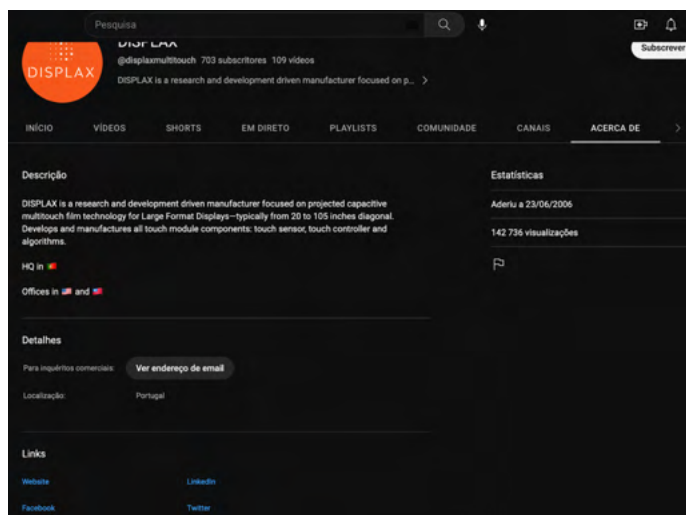 Pesquisa
DISPLAX
DISPLAX
@displaxmultitouch 703 subscritores 109 vídeos
Subscrever
DISPLAX is a research and development driven manufacturer focused on p...
INÍCIO VÍDEOS SHORTS EM DIRETO PLAYLISTS COMUNIDADE CANAIS ACERCA DE
Descrição
Estatísticas
DISPLAX is a research and development driven manufacturer focused on projected capacitive
multitouch film technology for Large Format Displays—typically from 20 to 105 inches diagonal.
Develops and manufactures all touch module components: touch sensor, touch controller and
algorithms.
Aderiu a 23/06/2006
142 736 visualizações
HQ in 🇵🇹
Offices in 🇺🇸 and 🇹🇼
Detalhes
Para inquéritos comerciais: Ver endereço de email
Localização: Portugal
Links
Website LinkedIn
Facebook Twitter